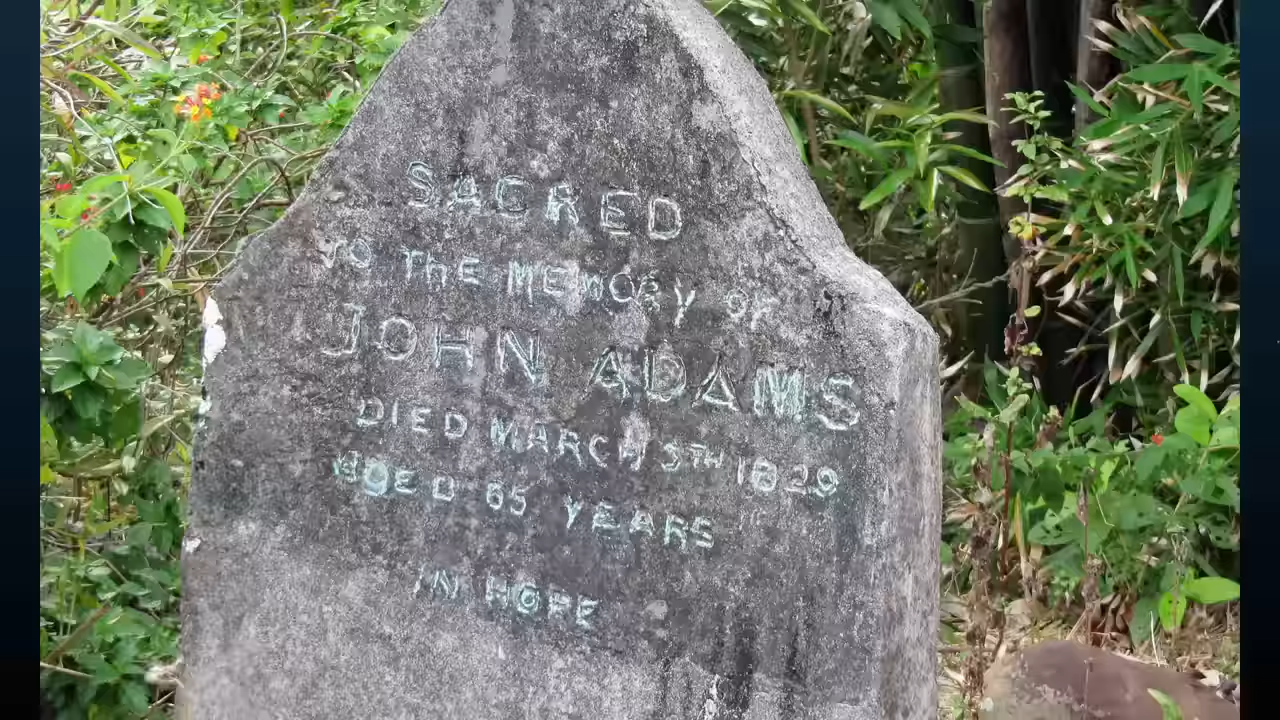 SACRED
TO THE MEMORY OF
JOHN ADAMS
DIED MARCH 5TH 1829
AGED 65 YEARS
IN HOPE